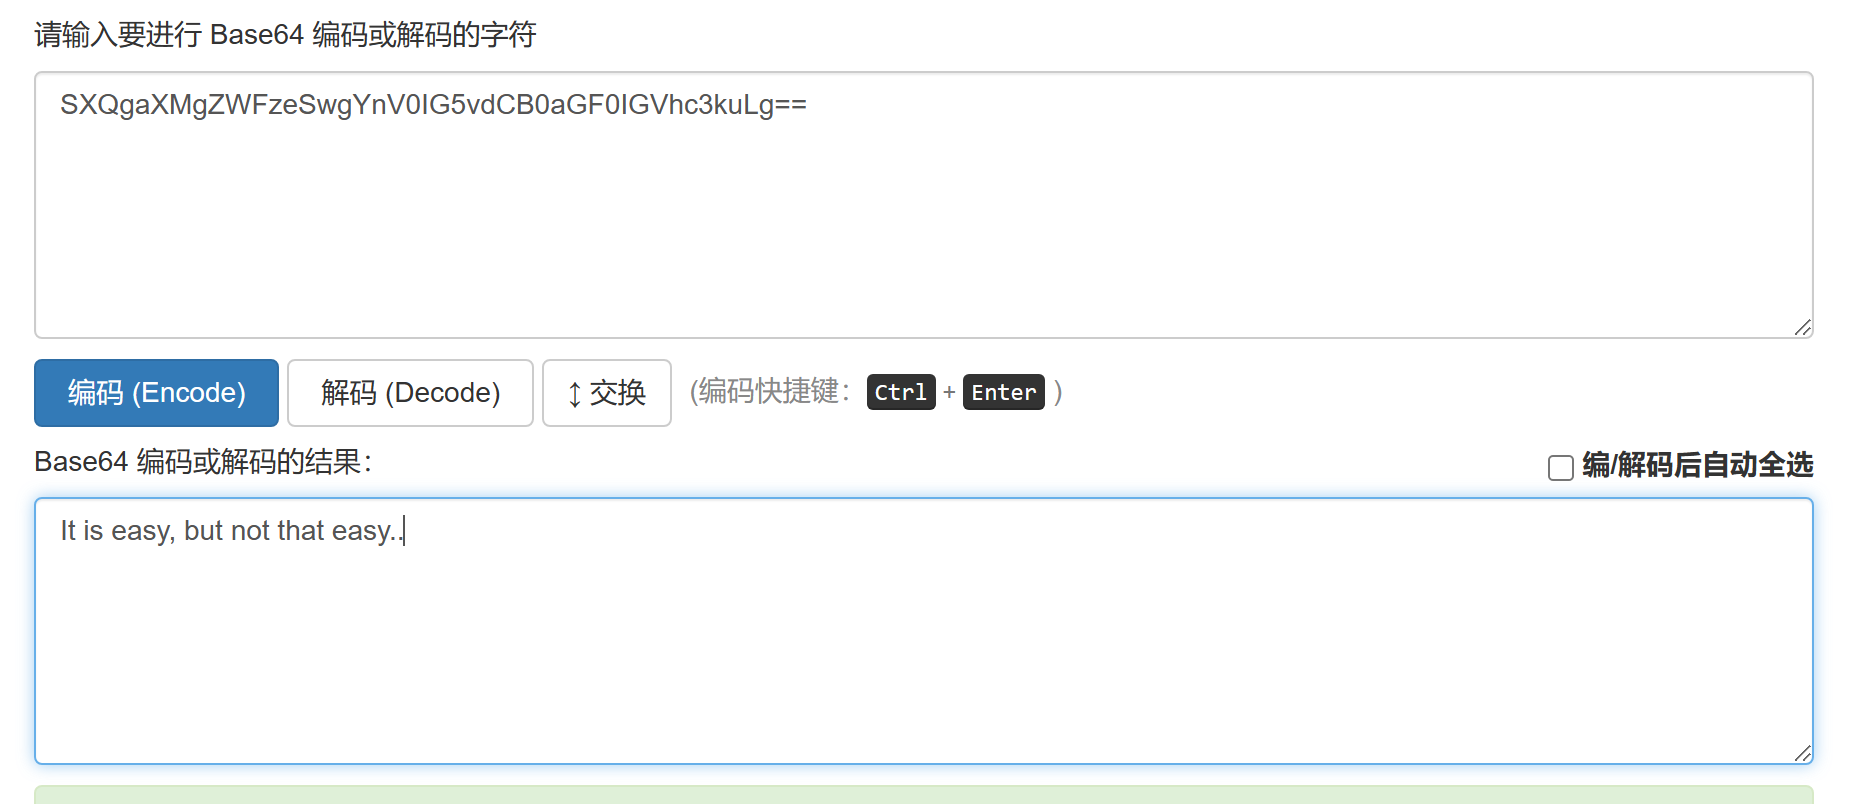 请输入要进行 Base64 编码或解码的字符
SXQgaXMgZWFzeSwgYnV0IG5vdCB0aGF0IGVhc3kuLg==
编码 (Encode) 解码 (Decode) ↕ 交换 (编码快捷键： Ctrl + Enter )
Base64 编码或解码的结果： 编/解码后自动全选
It is easy, but not that easy..